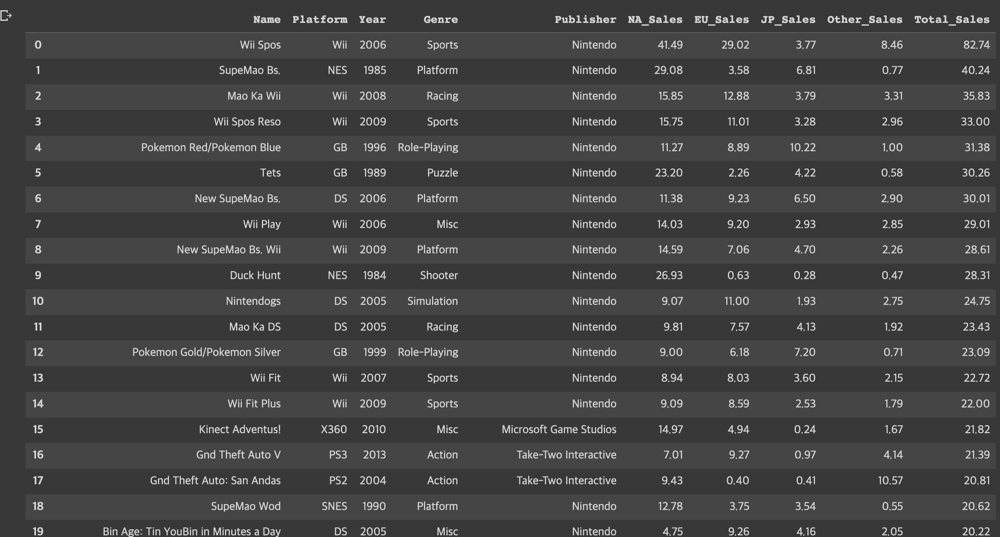 Name Platform Year Genre Publisher NA_Sales EU_Sales JP_Sales Other_Sales Total_Sales
0 Wii Spos Wii 2006 Sports Nintendo 41.49 29.02 3.77 8.46 82.74
1 SupeMao Bs. NES 1985 Platform Nintendo 29.08 3.58 6.81 0.77 40.24
2 Mao Ka Wii Wii 2008 Racing Nintendo 15.85 12.88 3.79 3.31 35.83
3 Wii Spos Reso Wii 2009 Sports Nintendo 15.75 11.01 3.28 2.96 33.00
4 Pokemon Red/Pokemon Blue GB 1996 Role-Playing Nintendo 11.27 8.89 10.22 1.00 31.38
5 Tets GB 1989 Puzzle Nintendo 23.20 2.26 4.22 0.58 30.26
6 New SupeMao Bs. DS 2006 Platform Nintendo 11.38 9.23 6.50 2.90 30.01
7 Wii Play Wii 2006 Misc Nintendo 14.03 9.20 2.93 2.85 29.01
8 New SupeMao Bs. Wii Wii 2009 Platform Nintendo 14.59 7.06 4.70 2.26 28.61
9 Duck Hunt NES 1984 Shooter Nintendo 26.93 0.63 0.28 0.47 28.31
10 Nintendogs DS 2005 Simulation Nintendo 9.07 11.00 1.93 2.75 24.75
11 Mao Ka DS DS 2005 Racing Nintendo 9.81 7.57 4.13 1.92 23.43
12 Pokemon Gold/Pokemon Silver GB 1999 Role-Playing Nintendo 9.00 6.18 7.20 0.71 23.09
13 Wii Fit Wii 2007 Sports Nintendo 8.94 8.03 3.60 2.15 22.72
14 Wii Fit Plus Wii 2009 Sports Nintendo 9.09 8.59 2.53 1.79 22.00
15 Kinect Adventus! X360 2010 Misc Microsoft Game Studios 14.97 4.94 0.24 1.67 21.82
16 Gnd Theft Auto V PS3 2013 Action Take-Two Interactive 7.01 9.27 0.97 4.14 21.39
17 Gnd Theft Auto: San Andas PS2 2004 Action Take-Two Interactive 9.43 0.40 0.41 10.57 20.81
18 SupeMao Wod SNES 1990 Platform Nintendo 12.78 3.75 3.54 0.55 20.62
19 Bin Age: Tin YouBin in Minutes a Day DS 2005 Misc Nintendo 4.75 9.26 4.16 2.05 20.22